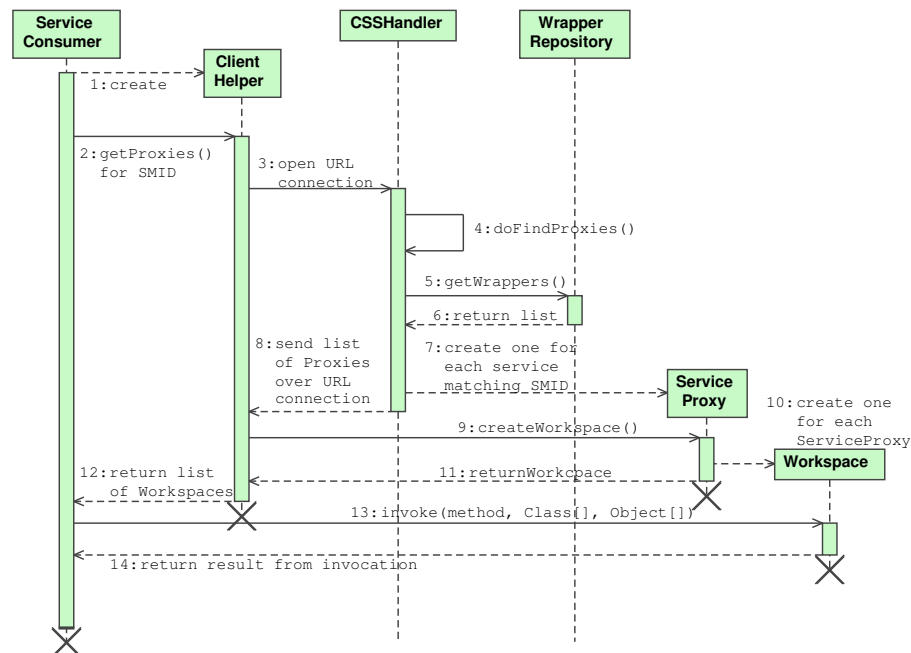 Service
Consumer
Client
Helper
CSSHandler
Wrapper
Repository
1:create
2:getProxies()
for SMID
3:open URL
connection
4:doFindProxies()
5:getWrappers()
6:return list
7:create one for
each service
matching SMID
8:send list
of Proxies
over URL
connection
Service
Proxy
9:createWorkspace()
10:create one
for each
ServiceProxy
Workspace
11:returnWorkcpace
12:return list
of Workspaces
13:invoke(method, Class[], Object[])
14:return result from invocation